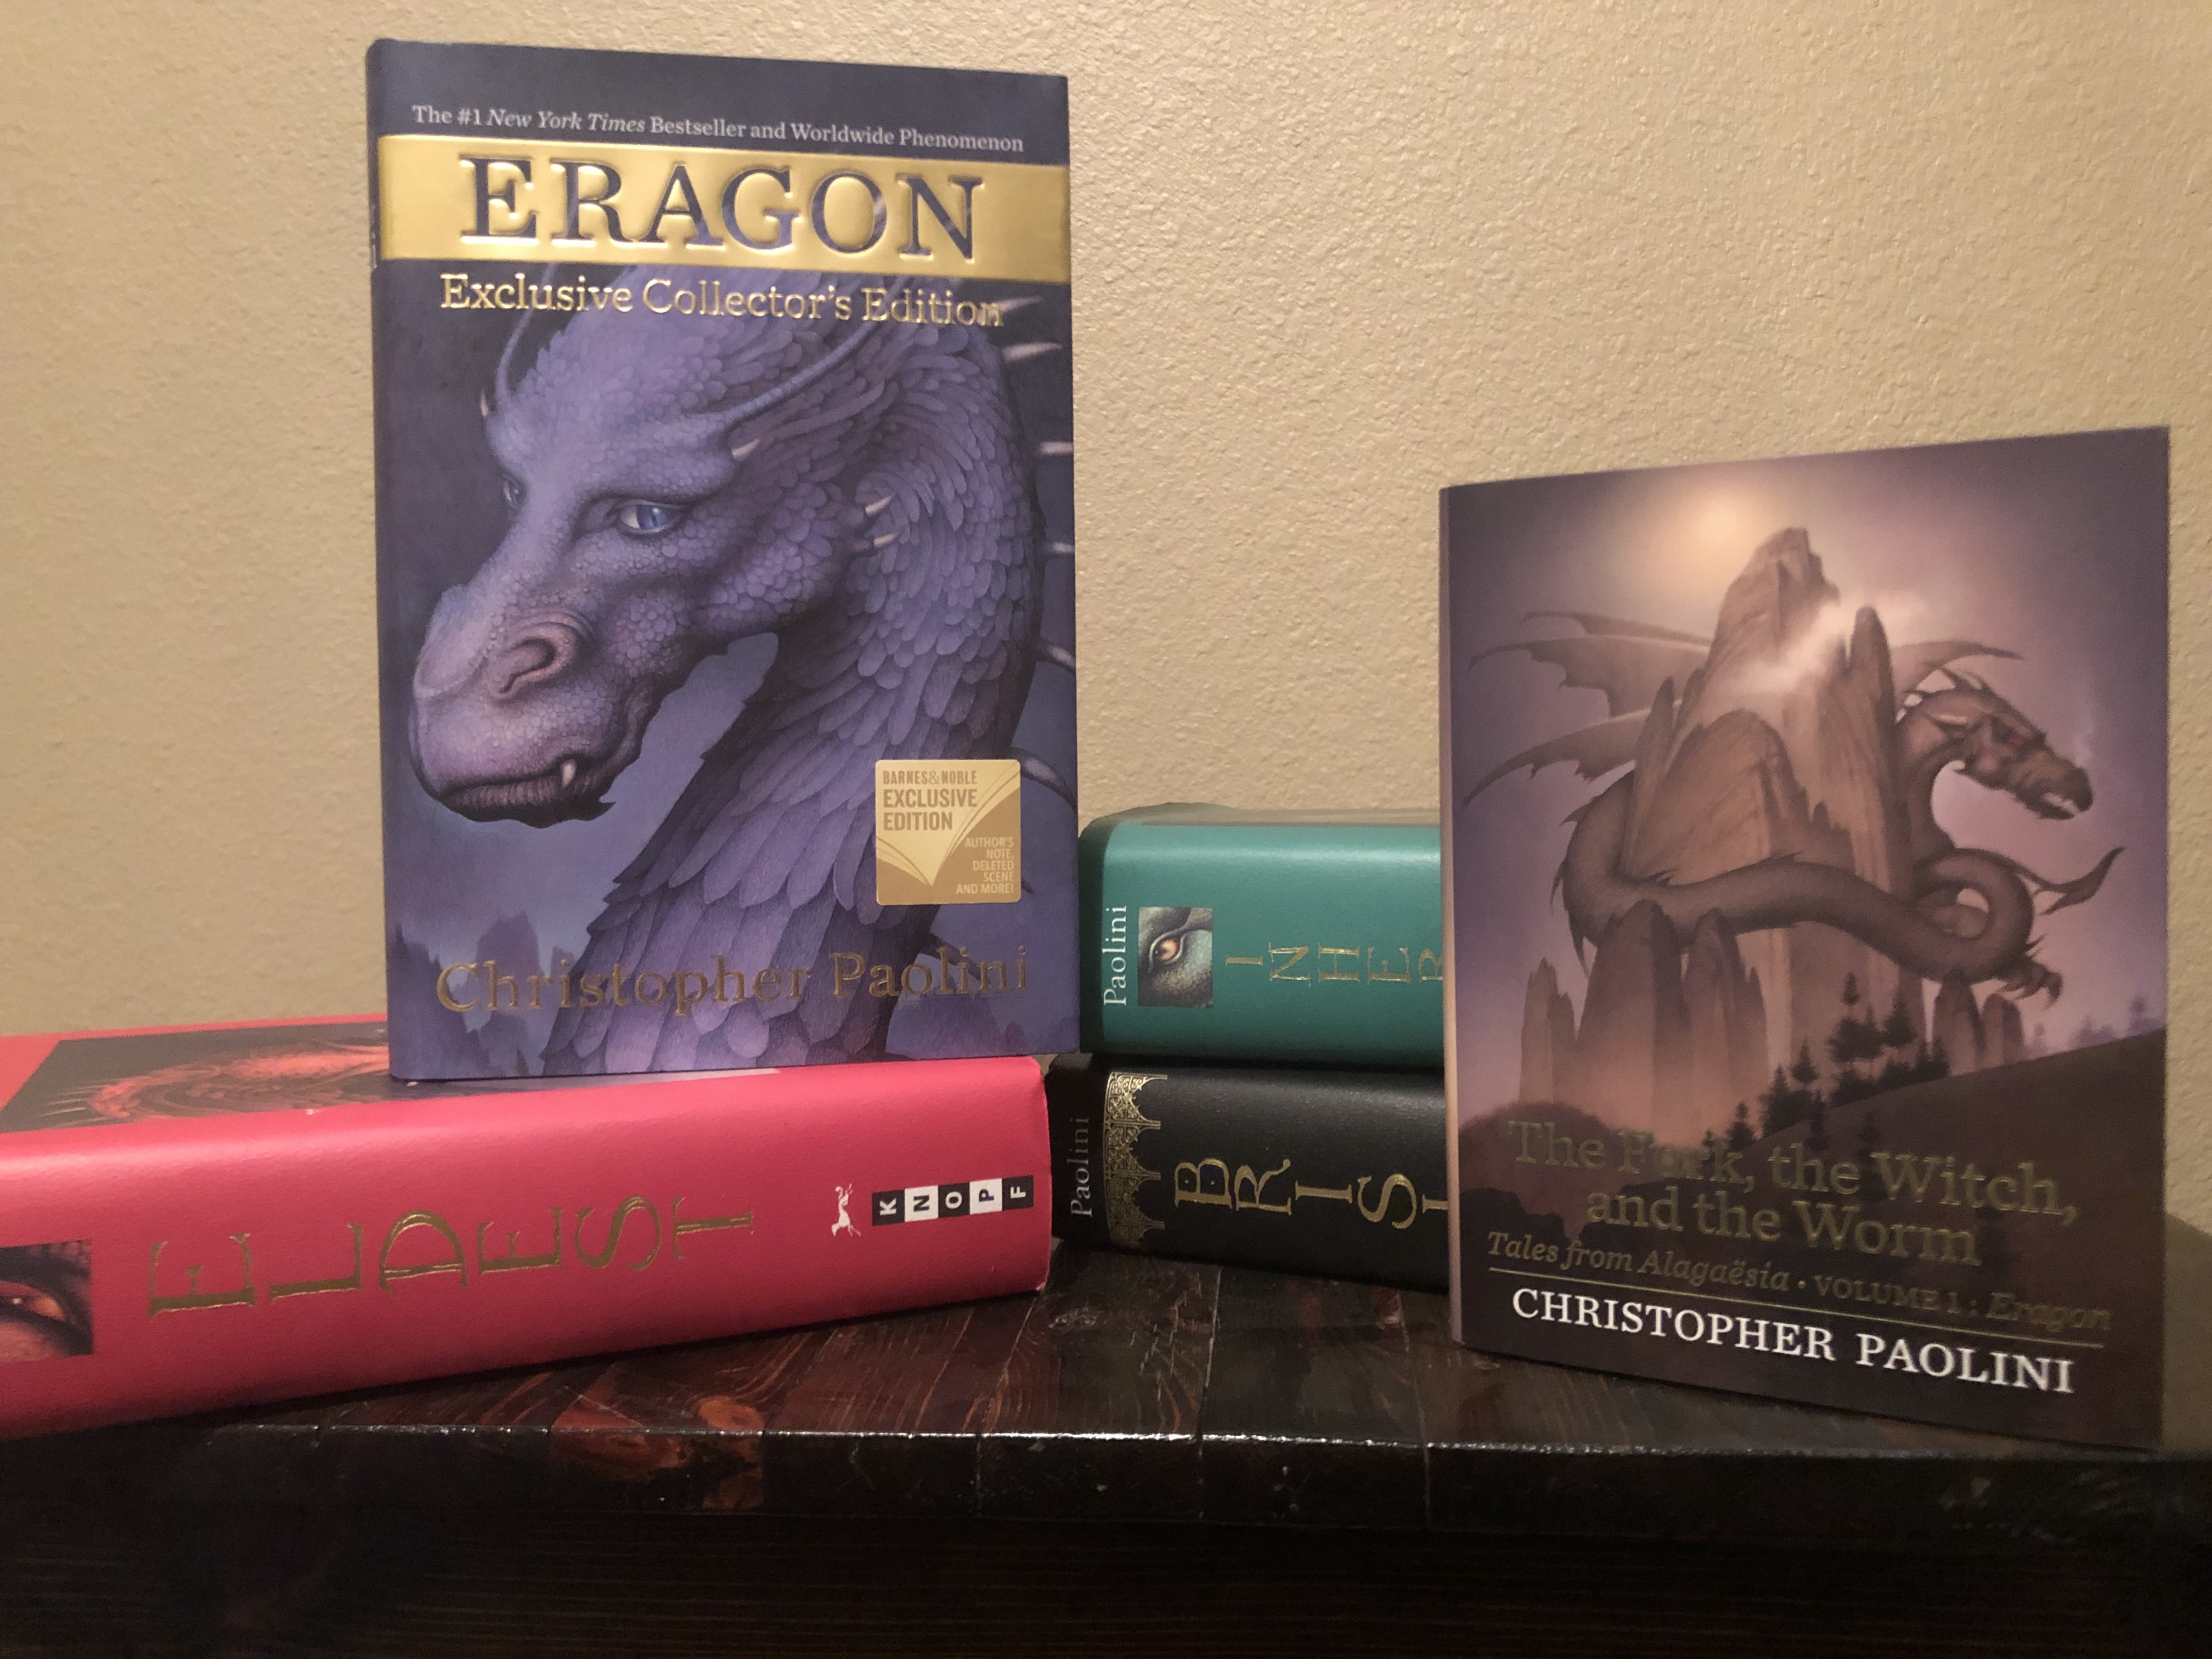 The #1 New York Times Bestseller and Worldwide Phenomenon
ERAGON
Exclusive Collector's Edition
BARNES & NOBLE
EXCLUSIVE
EDITION
AUTHOR'S
NOTE,
DELETED
SCENE
AND MORE!
Christopher Paolini
ELDEST
KNOPF
Paolini
INHER
Paolini
BRIS
The Fork, the Witch,
and the Worm
Tales from Alagaësia • VOLUME 1: Eragon
CHRISTOPHER PAOLINI